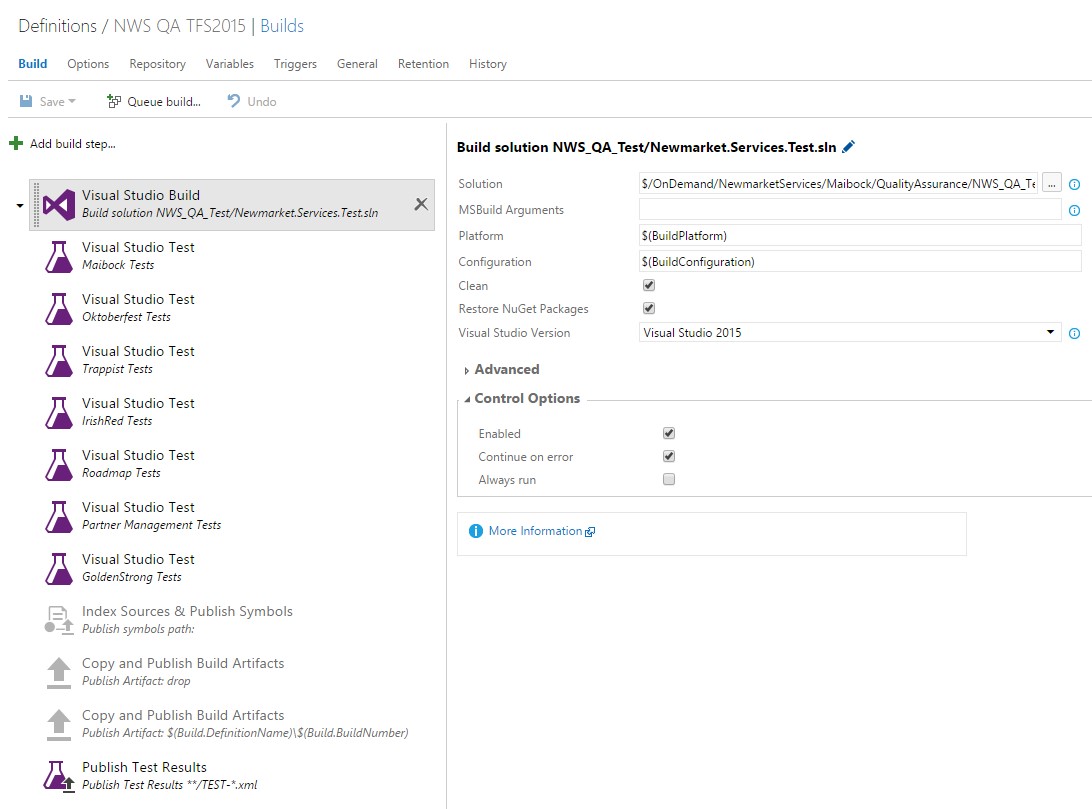 Definitions / NWS QA TFS2015 | Builds
Build Options Repository Variables Triggers General Retention History
Save Queue build... Undo
Add build step...
Visual Studio Build
Build solution NWS_QA_Test/Newmarket.Services.Test.sln
Visual Studio Test
Maibock Tests
Visual Studio Test
Oktoberfest Tests
Visual Studio Test
Trappist Tests
Visual Studio Test
IrishRed Tests
Visual Studio Test
Roadmap Tests
Visual Studio Test
Partner Management Tests
Visual Studio Test
GoldenStrong Tests
Index Sources & Publish Symbols
Publish symbols path:
Copy and Publish Build Artifacts
Publish Artifact: drop
Copy and Publish Build Artifacts
Publish Artifact: $(Build.DefinitionName)\$(Build.BuildNumber)
Publish Test Results
Publish Test Results **/TEST-*.xml
Build solution NWS_QA_Test/Newmarket.Services.Test.sln
Solution $/OnDemand/NewmarketServices/Maibock/QualityAssurance/NWS_QA_Te ...
MSBuild Arguments
Platform $(BuildPlatform)
Configuration $(BuildConfiguration)
Clean
Restore NuGet Packages
Visual Studio Version Visual Studio 2015
Advanced
Control Options
Enabled
Continue on error
Always run
More Information